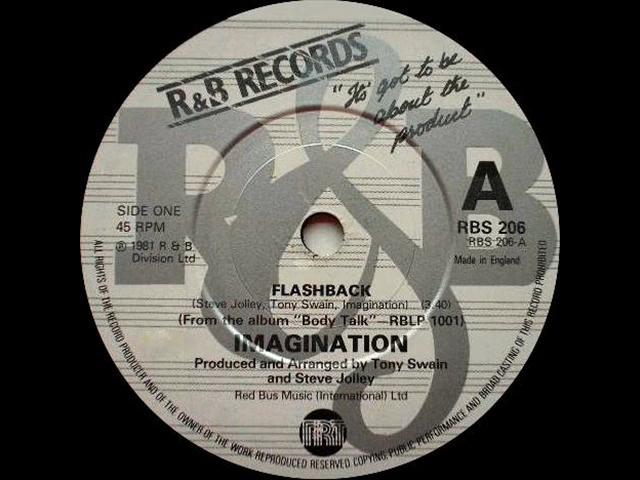 R&B RECORDS
"It's got to be
about the
product"
R&B
A
SIDE ONE
45 RPM
RBS 206
RBS 206-A
℗ 1981 R & B
Division Ltd
Made in England
FLASHBACK
(Steve Jolley, Tony Swain, Imagination) (3.40)
(From the album "Body Talk"—RBLP 1001)
IMAGINATION
Produced and Arranged by Tony Swain
and Steve Jolley
Red Bus Music (International) Ltd
ALL RIGHTS OF THE RECORD PRODUCER AND OF THE OWNER OF THE WORK REPRODUCED RESERVED COPYING, PUBLIC PERFORMANCE AND BROADCASTING OF THIS RECORD PROHIBITED